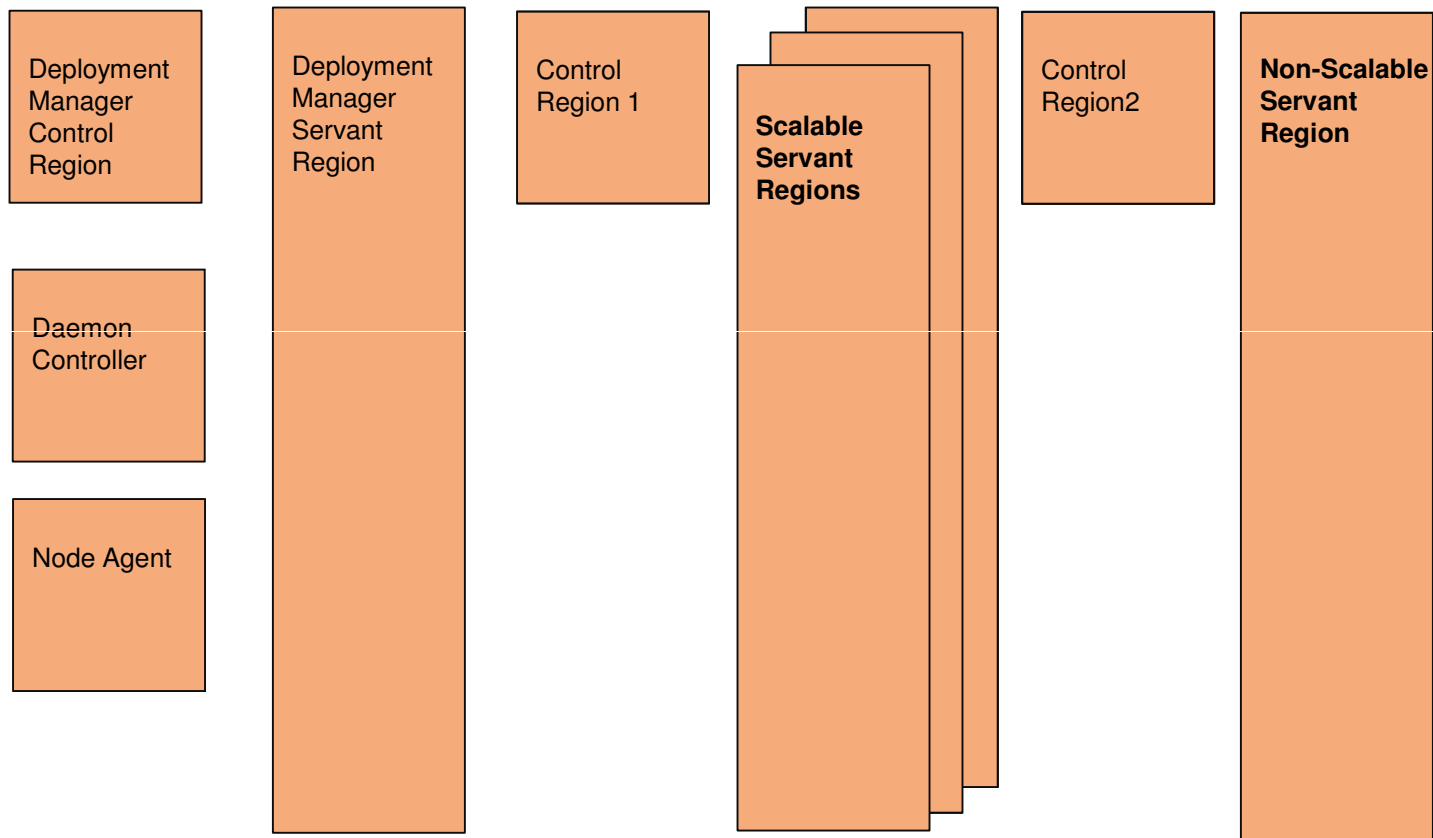 Deployment
Manager
Control
Region
Deployment
Manager
Servant
Region
Control
Region 1
Scalable
Servant
Regions
Control
Region2
Non-Scalable
Servant
Region
Daemon
Controller
Node Agent